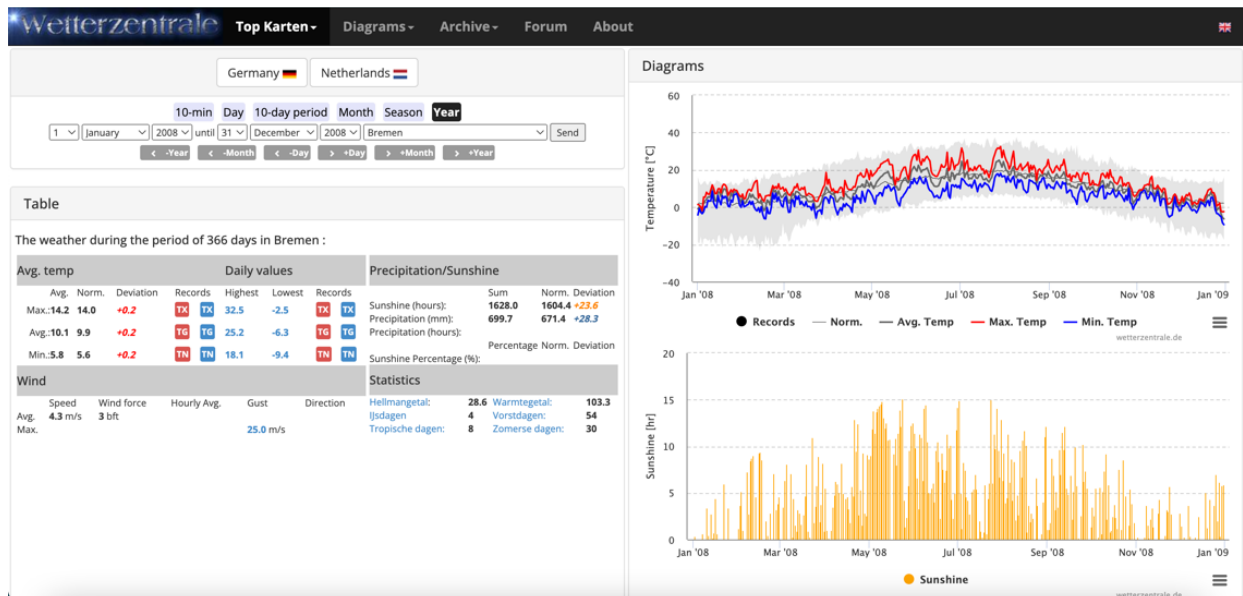 Wetterzentrale Top Karten Diagrams Archive Forum About
Germany Netherlands
10-min Day 10-day period Month Season Year
1 January 2008 until 31 December 2008 Bremen Send
< -Year < -Month < -Day > +Day > +Month > +Year
Table
The weather during the period of 366 days in Bremen :
Avg. temp Daily values
Avg. Norm. Deviation Records Highest Lowest Records
Max.:14.2 14.0 +0.2 TX TX 32.5 -2.5 TX TX
Avg.:10.1 9.9 +0.2 TG TG 25.2 -6.3 TG TG
Min.:5.8 5.6 +0.2 TN TN 18.1 -9.4 TN TN
Precipitation/Sunshine
Sum Norm. Deviation
Sunshine (hours): 1628.0 1604.4 +23.6
Precipitation (mm): 699.7 671.4 +28.3
Precipitation (hours):
Percentage Norm. Deviation
Sunshine Percentage (%):
Wind
Speed Wind force Hourly Avg. Gust Direction
Avg. 4.3 m/s 3 bft
Max. 25.0 m/s
Statistics
Hellmangetal: 28.6 Warmtegetal: 103.3
IJsdagen 4 Vorstdagen: 54
Tropische dagen: 8 Zomerse dagen: 30
Diagrams
60
40
20
0
-20
-40
Temperature [°C]
Jan '08 Mar '08 May '08 Jul '08 Sep '08 Nov '08 Jan '09
Records Norm. Avg. Temp Max. Temp Min. Temp
wetterzentrale.de
20
15
10
5
0
Sunshine [hr]
Jan '08 Mar '08 May '08 Jul '08 Sep '08 Nov '08 Jan '09
Sunshine
wetterzentrale.de